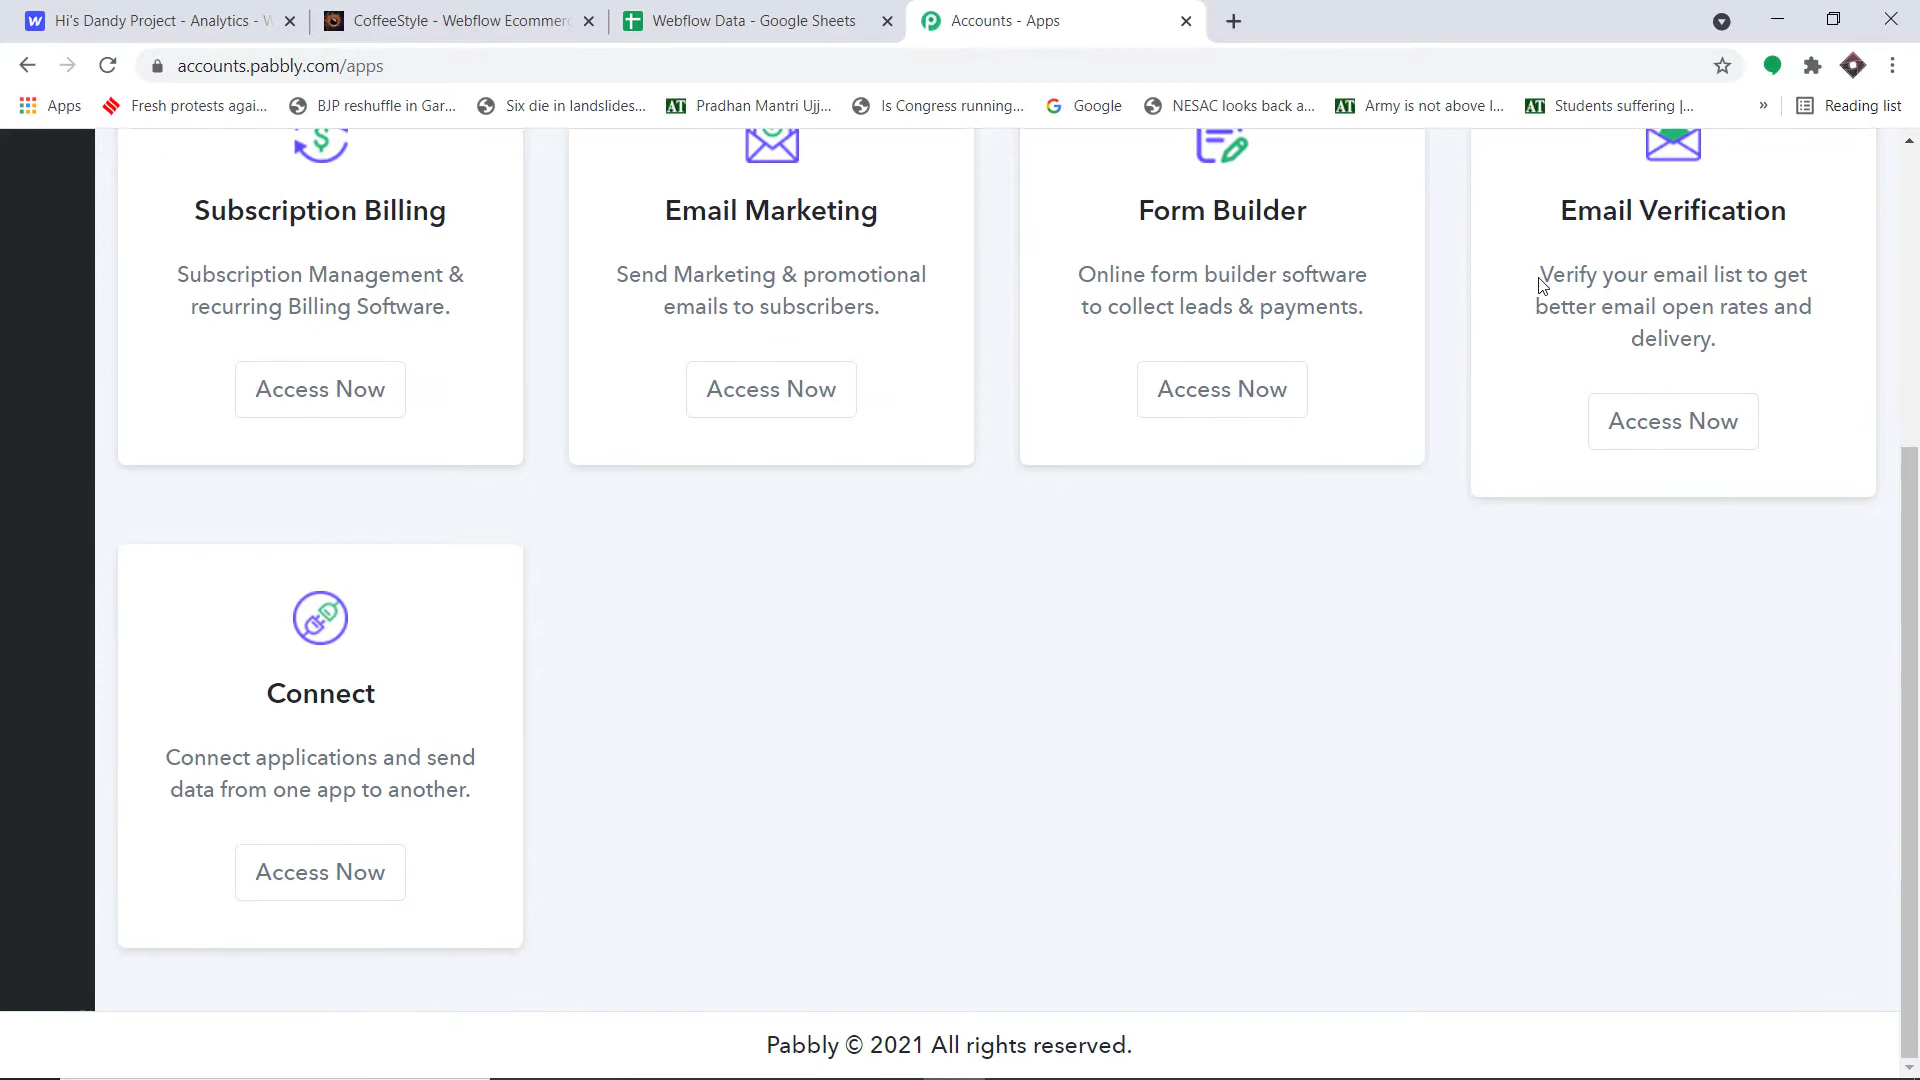 Hi's Dandy Project - Analytics - W
CoffeeStyle - Webflow Ecommerc
Webflow Data - Google Sheets
Accounts - Apps
accounts.pabbly.com/apps
Apps
Fresh protests agai...
BJP reshuffle in Gar...
Six die in landslides...
AT Pradhan Mantri Ujj...
Is Congress running...
Google
NESAC looks back a...
AT Army is not above l...
AT Students suffering |...
»
Reading list
Subscription Billing
Subscription Management &
recurring Billing Software.
Access Now
Email Marketing
Send Marketing & promotional
emails to subscribers.
Access Now
Form Builder
Online form builder software
to collect leads & payments.
Access Now
Email Verification
Verify your email list to get
better email open rates and
delivery.
Access Now
Connect
Connect applications and send
data from one app to another.
Access Now
Pabbly © 2021 All rights reserved.